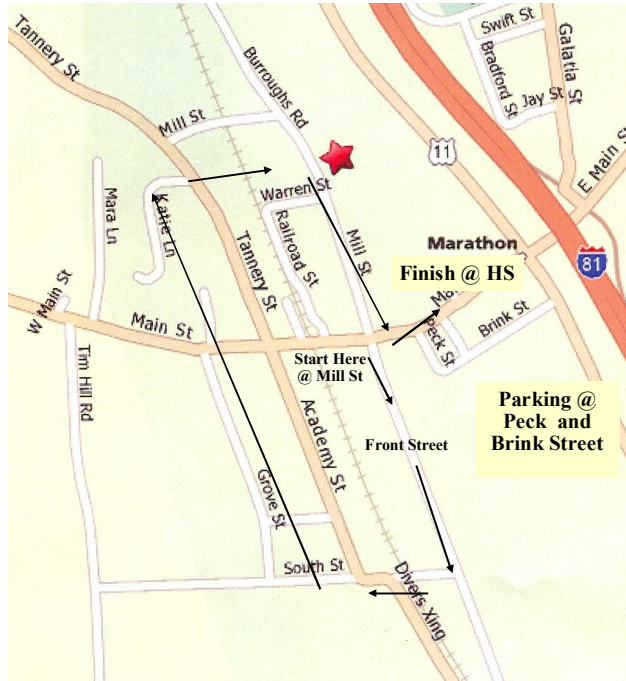 Tannery St
Burroughs Rd
Swift St
Bradford St
Galatia St
Jay St
Mill St
11
E Main St
Warren St
Mara Ln
Katie Ln
Railroad St
Tannery St
Mill St
Marathon
81
Finish @ HS
Ma
W Main St
Main St
Peck St
Brink St
Tim Hill Rd
Start Here
@ Mill St
Academy St
Parking @
Peck and
Brink Street
Front Street
Grove St
South St
Divers Xing